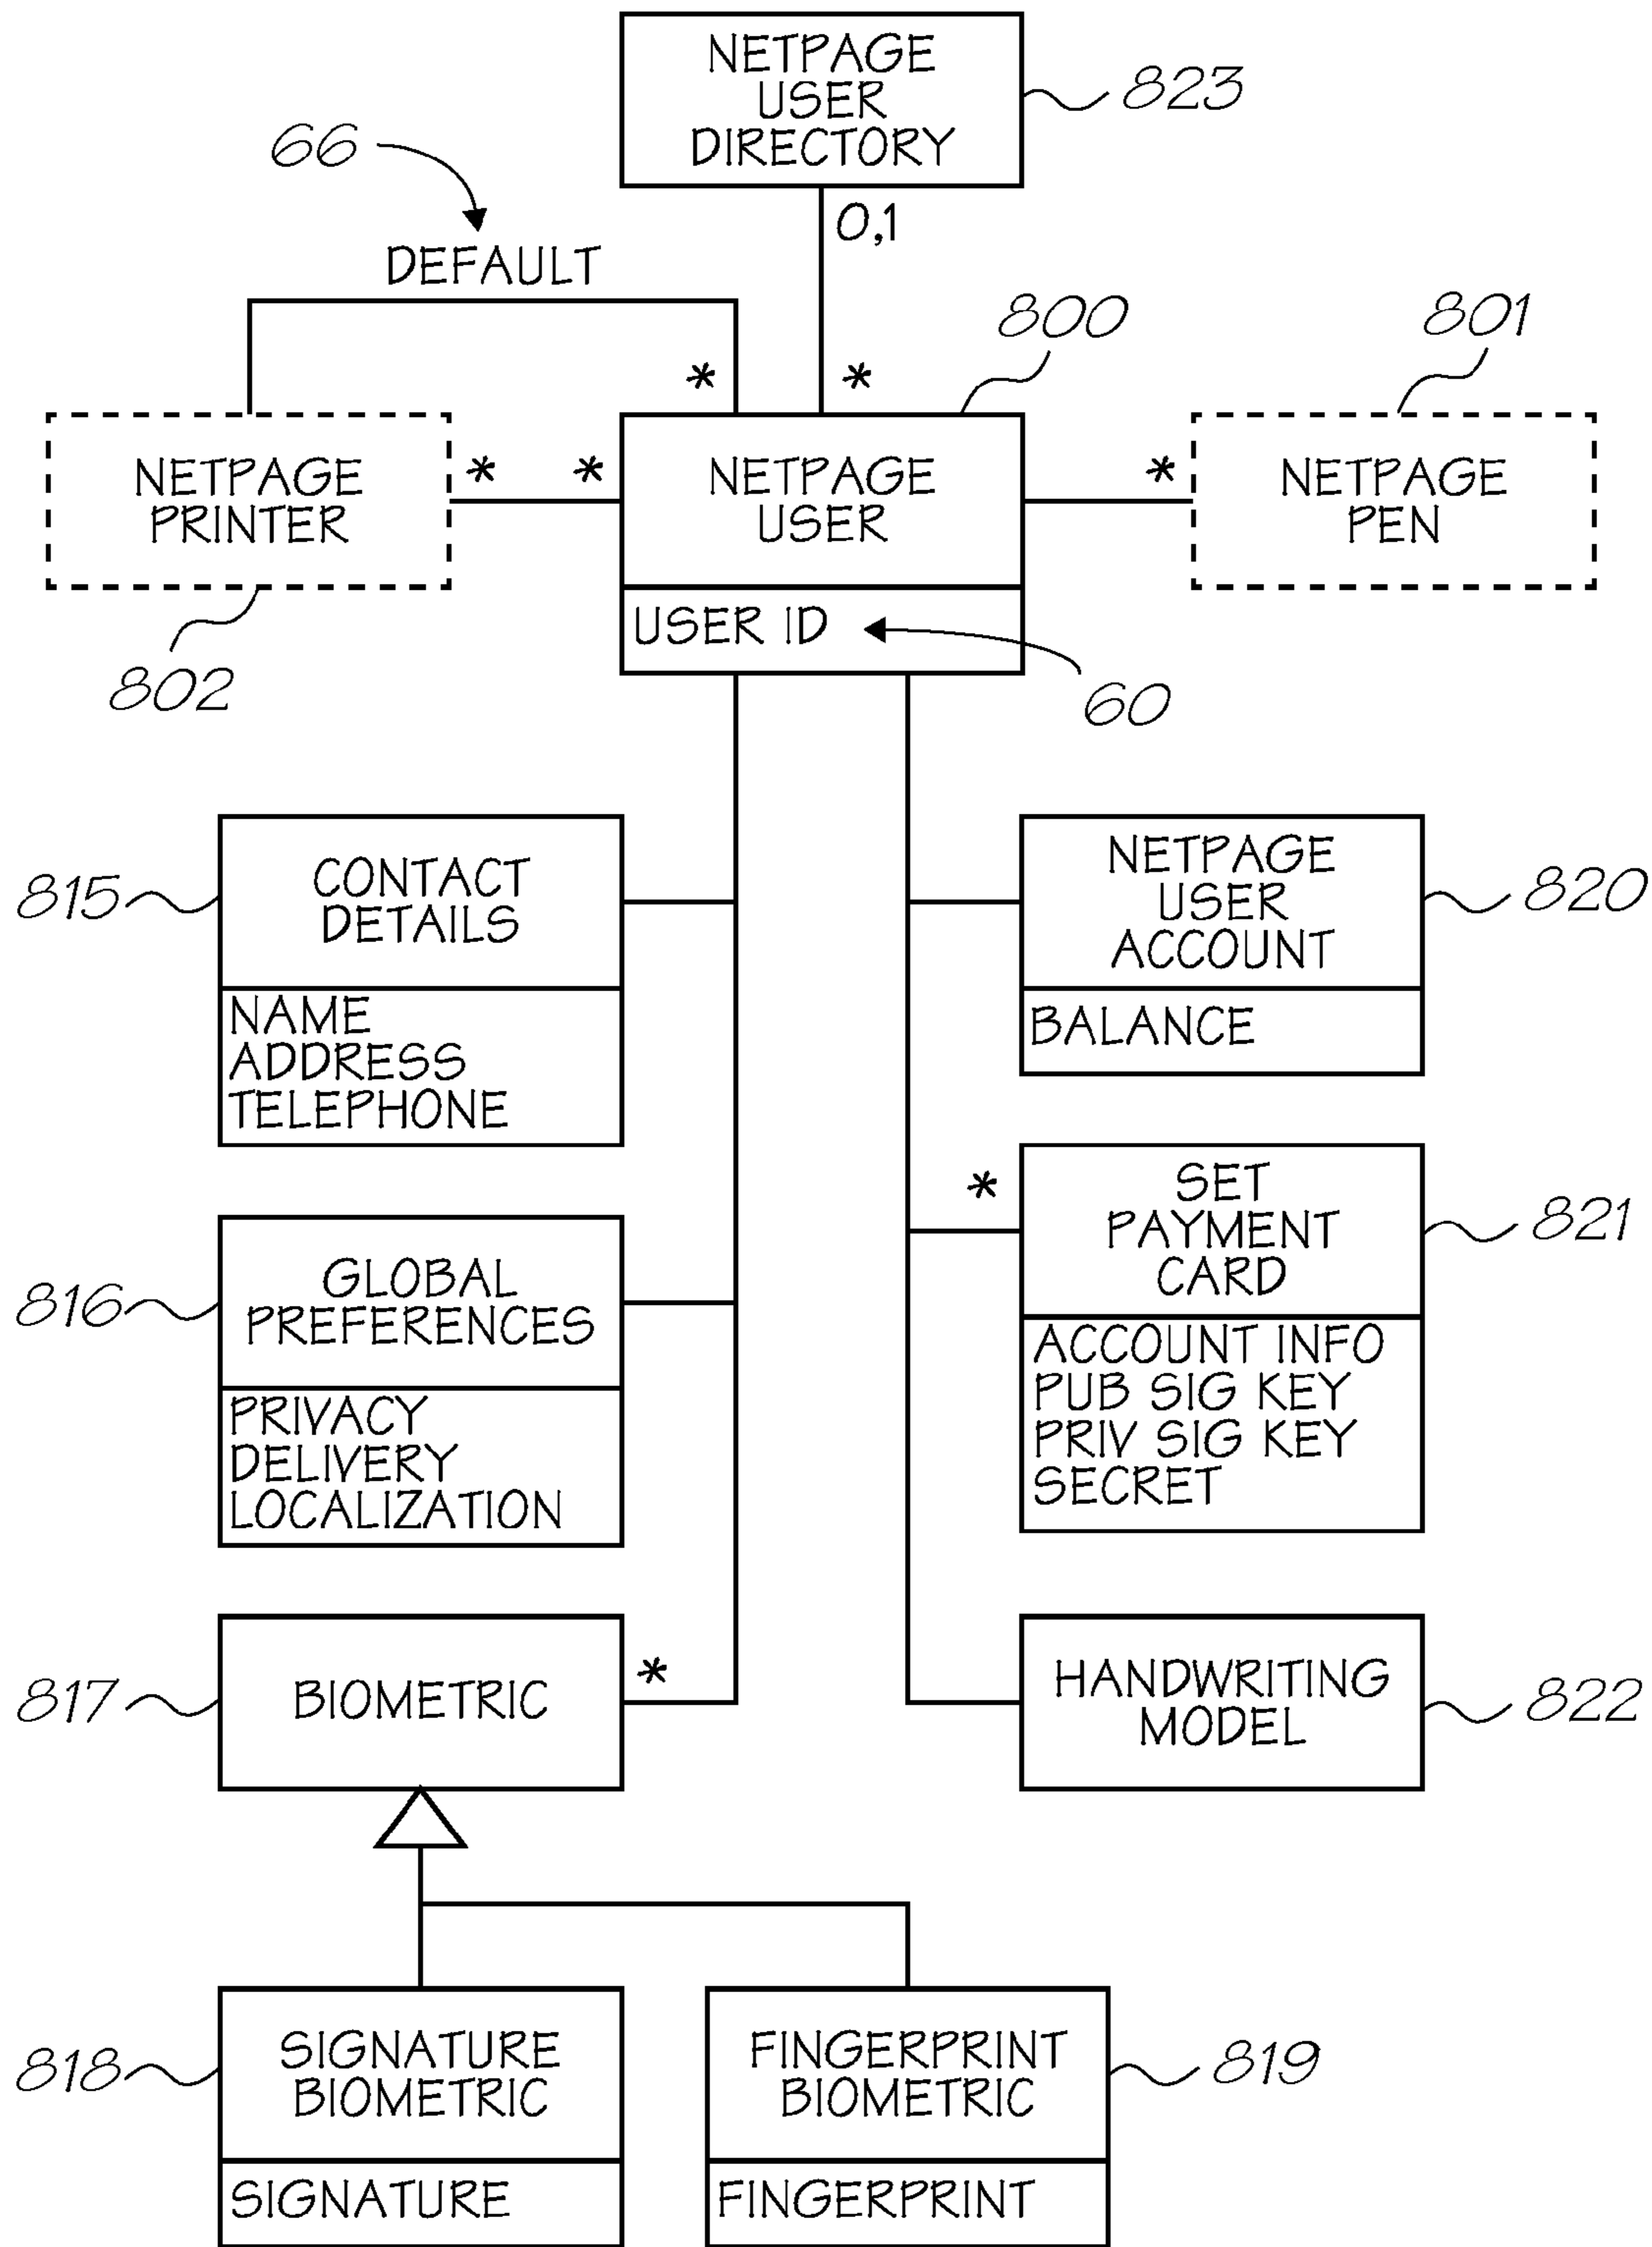 NETPAGE
USER
DIRECTORY
823
66
0,1
DEFAULT
800
801
*
*
NETPAGE
PRINTER
*
*
NETPAGE
USER
*
NETPAGE
PEN
USER ID
802
60
815
CONTACT
DETAILS
NAME
ADDRESS
TELEPHONE
NETPAGE
USER
ACCOUNT
820
BALANCE
*
SET
PAYMENT
CARD
821
ACCOUNT INFO
PUB SIG KEY
PRIV SIG KEY
SECRET
816
GLOBAL
PREFERENCES
PRIVACY
DELIVERY
LOCALIZATION
817
BIOMETRIC
*
HANDWRITING
MODEL
822
818
SIGNATURE
BIOMETRIC
SIGNATURE
FINGERPRINT
BIOMETRIC
819
FINGERPRINT